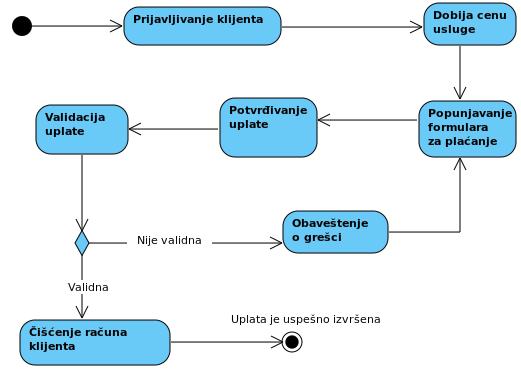 Prijavljivanje klijenta
Dobija cenu
usluge
Popunjavanje
formulara
za plaćanje
Potvrđivanje
uplate
Validacija
uplate
Nije validna
Obaveštenje
o grešci
Validna
Čišćenje računa
klijenta
Uplata je uspešno izvršena